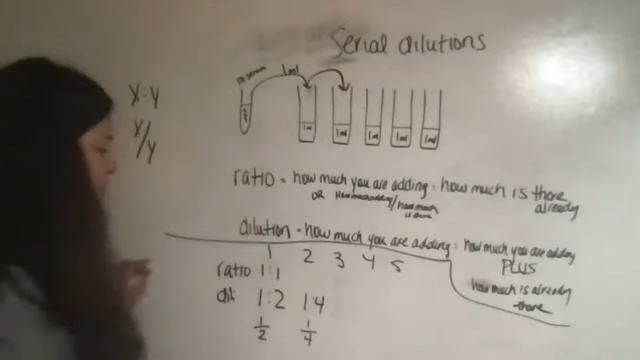 Serial dilutions
1ml
X:Y
X/Y
1ml 1ml 1ml 1ml 1ml
ratio = how much you are adding : how much is there already
OR how much adding/how much is there
dilution = how much you are adding : how much you are adding
PLUS
how much is already
there
1 2 3 4 5
ratio 1:1
dil: 1:2 1:4
1/2 1/4